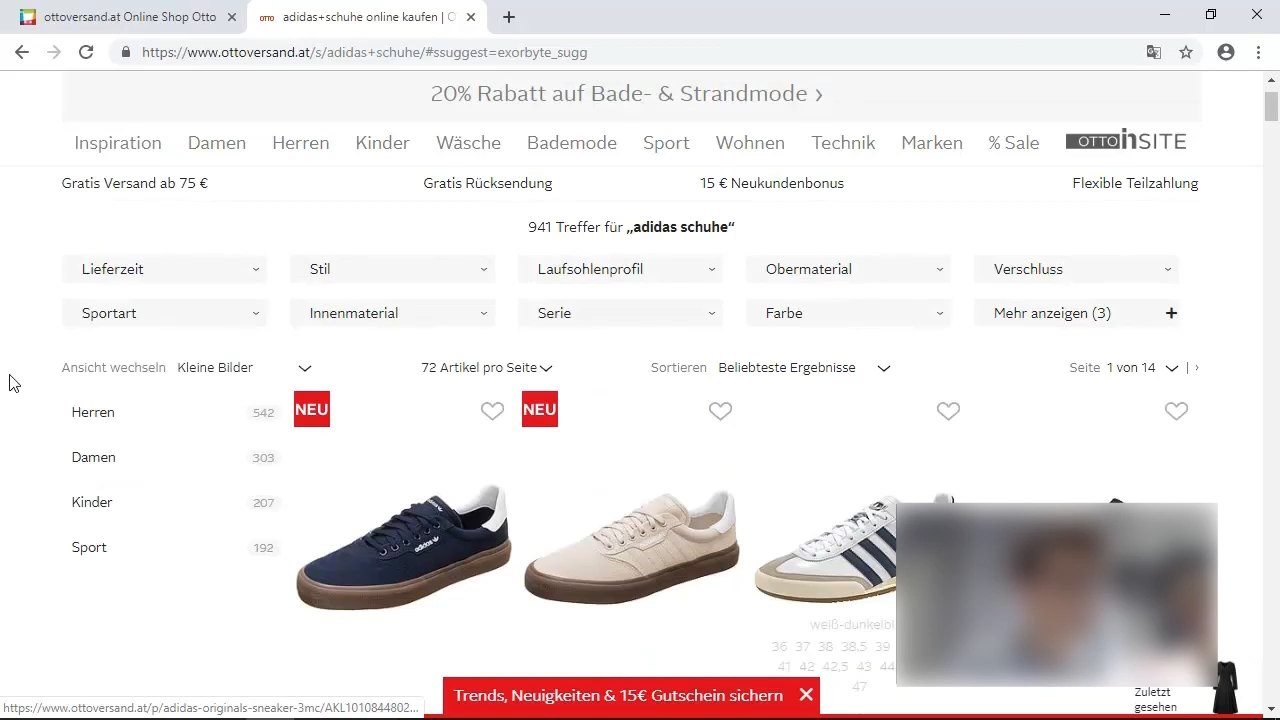 ottoversand.at Online Shop Otto
OTTO adidas+schuhe online kaufen | O
https://www.ottoversand.at/s/adidas+schuhe/#ssuggest=exorbyte_sugg
20% Rabatt auf Bade- & Strandmode ›
Inspiration Damen Herren Kinder Wäsche Bademode Sport Wohnen Technik Marken % Sale OTTO inSITE
Gratis Versand ab 75 € Gratis Rücksendung 15 € Neukundenbonus Flexible Teilzahlung
941 Treffer für „adidas schuhe“
Lieferzeit Stil Laufsohlenprofil Obermaterial Verschluss
Sportart Innenmaterial Serie Farbe Mehr anzeigen (3) +
Ansicht wechseln Kleine Bilder 72 Artikel pro Seite Sortieren Beliebteste Ergebnisse Seite 1 von 14 | ›
Herren 542
Damen 303
Kinder 207
Sport 192
NEU NEU
adidas
weiß-dunkelbl
36 37 38 38,5 39
41 42 42,5 43 44
47
Trends, Neuigkeiten & 15€ Gutschein sichern
Zuletzt
gesehen
https://www.ottoversand.at/p/adidas-originals-sneaker-3mc/AKL1010844802...